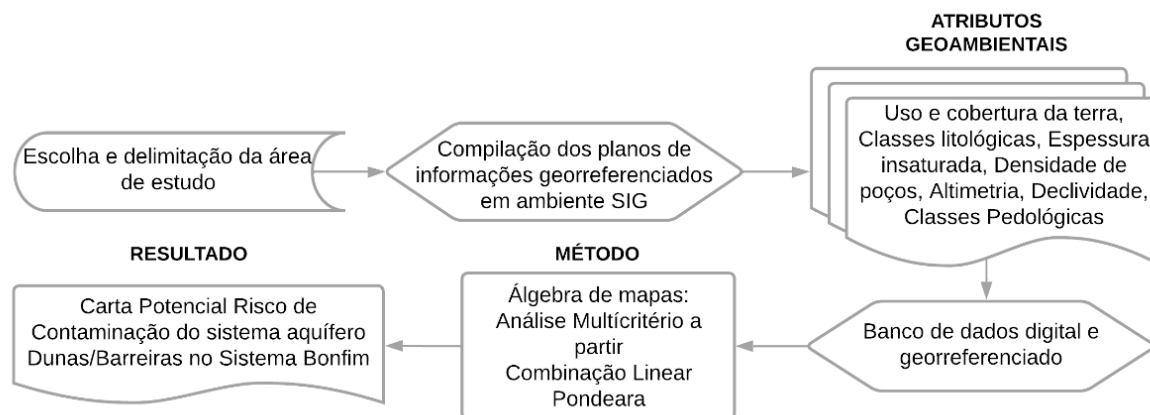 Escolha e delimitação da área
de estudo
Compilação dos planos de
informações georreferenciados
em ambiente SIG
ATRIBUTOS
GEOAMBIENTAIS
Uso e cobertura da terra,
Classes litológicas, Espessura
insaturada, Densidade de
poços, Altimetria, Declividade,
Classes Pedológicas
Banco de dados digital e
georreferenciado
MÉTODO
Álgebra de mapas:
Análise Multícritério a
partir
Combinação Linear
Pondeara
RESULTADO
Carta Potencial Risco de
Contaminação do sistema aquífero
Dunas/Barreiras no Sistema Bonfim